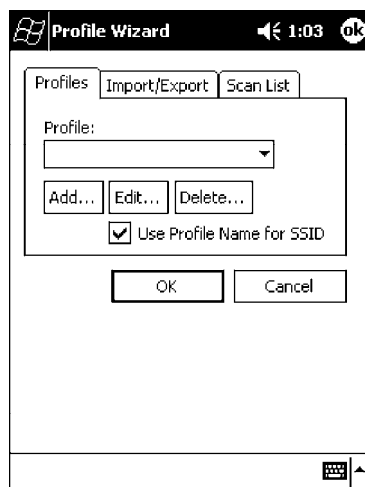 Profile Wizard 1:03 ok
Profiles Import/Export Scan List
Profile:
Add... Edit... Delete...
Use Profile Name for SSID
OK Cancel